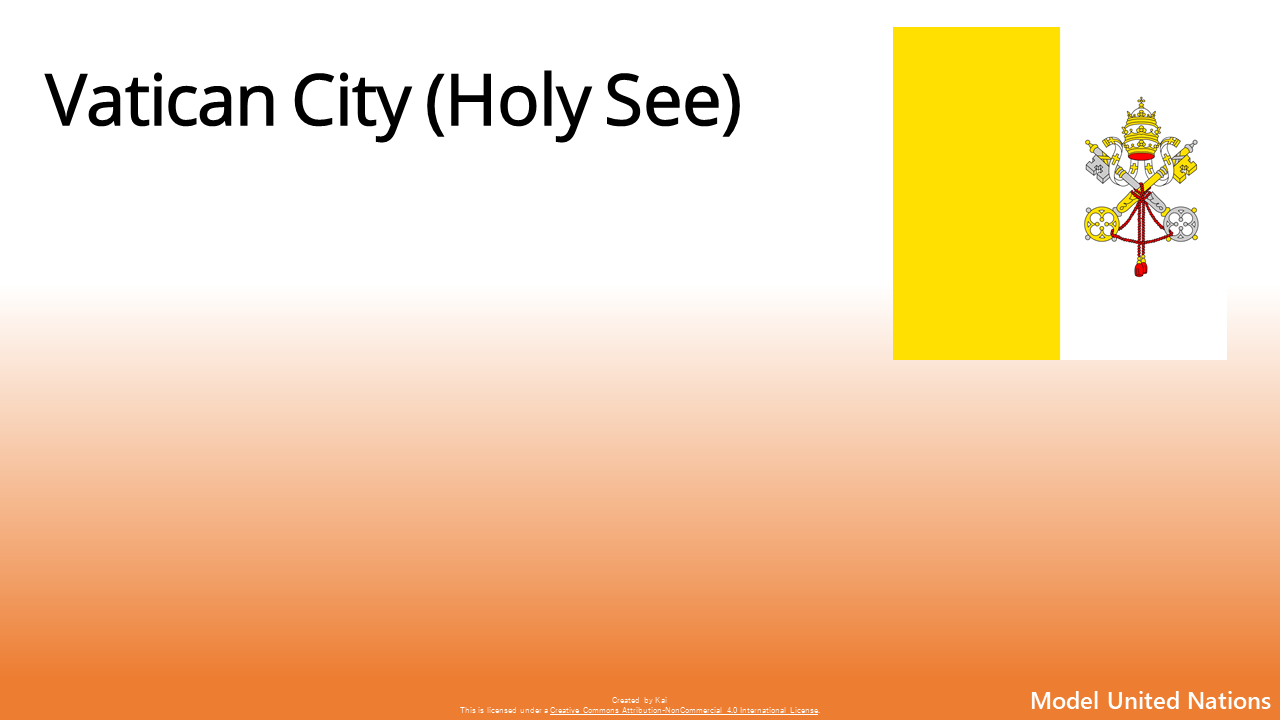 Vatican City (Holy See)
Created by Kai
This is licensed under a Creative Commons Attribution-NonCommercial 4.0 International License.
Model United Nations